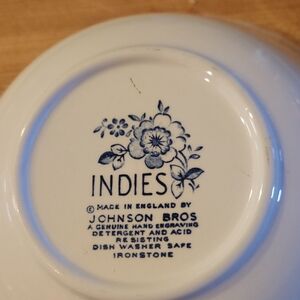 INDIES
© MADE IN ENGLAND BY
JOHNSON BROS
A GENUINE HAND ENGRAVING
DETERGENT AND ACID
RESISTING
DISH WASHER SAFE
IRONSTONE